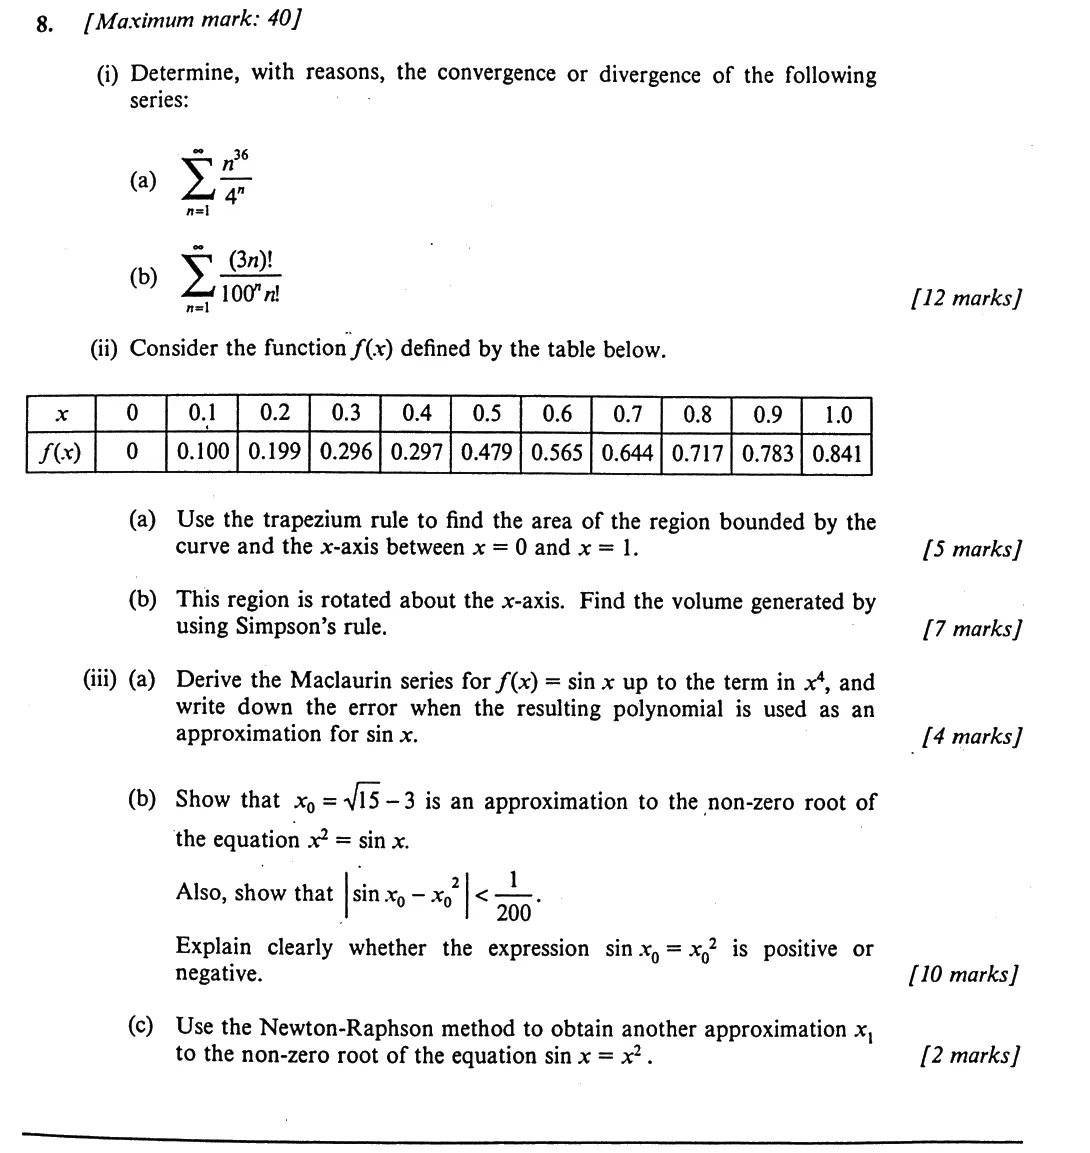 8. [Maximum mark: 40]
(i) Determine, with reasons, the convergence or divergence of the following
series:
(a) ∑_{n=1}^{∞} n^{36}/4^n
(b) ∑_{n=1}^{∞} (3n)!/(100^n n!)
[12 marks]
(ii) Consider the function f(x) defined by the table below.
x 0 0.1 0.2 0.3 0.4 0.5 0.6 0.7 0.8 0.9 1.0
f(x) 0 0.100 0.199 0.296 0.297 0.479 0.565 0.644 0.717 0.783 0.841
(a) Use the trapezium rule to find the area of the region bounded by the
curve and the x-axis between x = 0 and x = 1. [5 marks]
(b) This region is rotated about the x-axis. Find the volume generated by
using Simpson's rule. [7 marks]
(iii) (a) Derive the Maclaurin series for f(x) = sin x up to the term in x⁴, and
write down the error when the resulting polynomial is used as an
approximation for sin x. [4 marks]
(b) Show that x₀ = √15 – 3 is an approximation to the non-zero root of
the equation x² = sin x.
Also, show that |sin x₀ – x₀²| < 1/200.
Explain clearly whether the expression sin x₀ = x₀² is positive or
negative. [10 marks]
(c) Use the Newton-Raphson method to obtain another approximation x₁
to the non-zero root of the equation sin x = x². [2 marks]